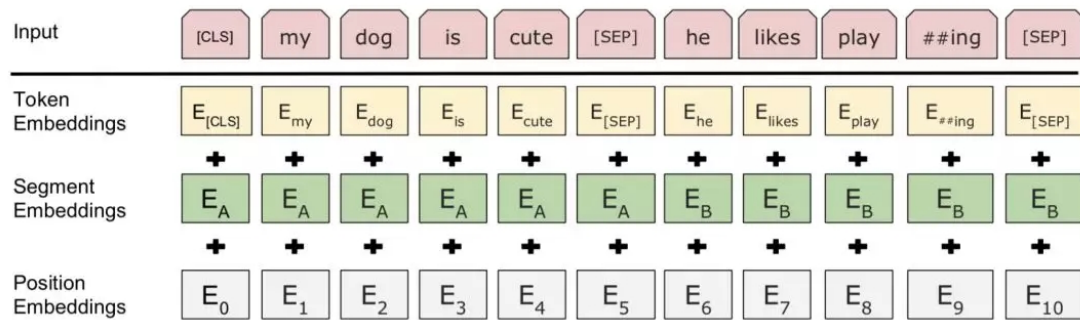 Input [CLS] my dog is cute [SEP] he likes play ##ing [SEP]
Token Embeddings E[CLS] Emy Edog Eis Ecute E[SEP] Ehe Elikes Eplay E##ing E[SEP]
+ + + + + + + + + + +
Segment Embeddings EA EA EA EA EA EA EB EB EB EB EB
+ + + + + + + + + + +
Position Embeddings E0 E1 E2 E3 E4 E5 E6 E7 E8 E9 E10